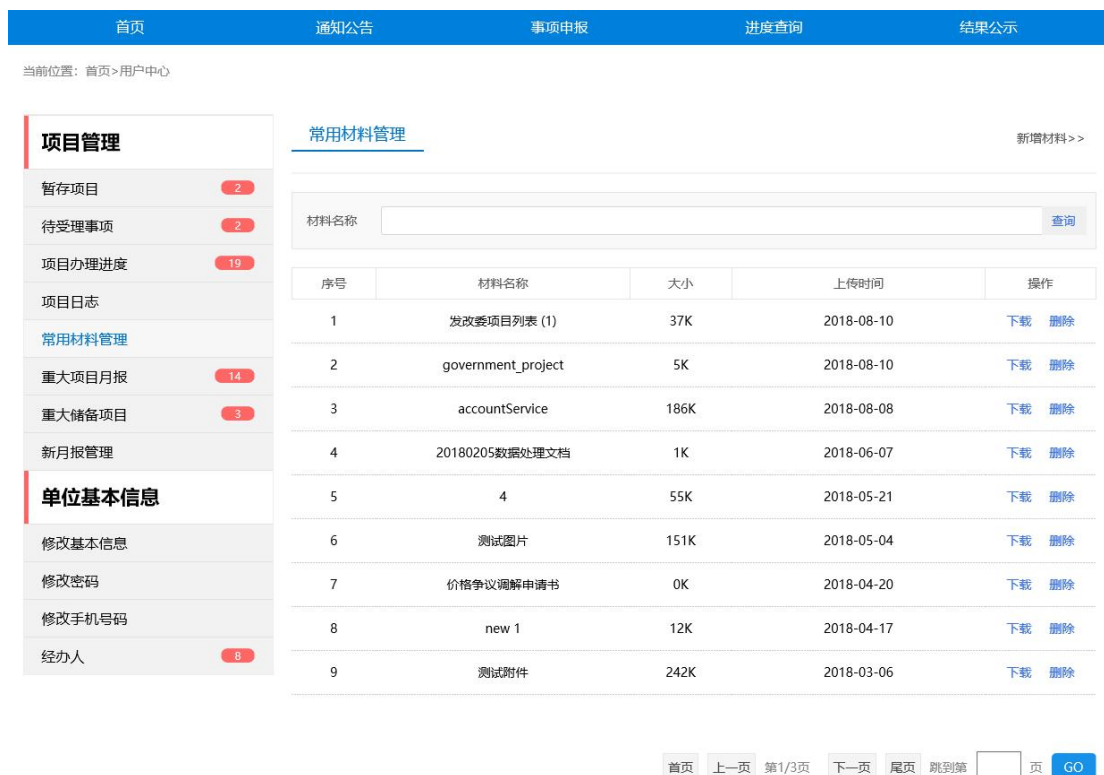 首页 通知公告 事项申报 进度查询 结果公示
当前位置：首页>用户中心
项目管理
暂存项目 2
待受理事项 2
项目办理进度 19
项目日志
常用材料管理
重大项目月报 14
重大储备项目 3
新月报管理
单位基本信息
修改基本信息
修改密码
修改手机号码
经办人 8
常用材料管理
新增材料>>
材料名称 查询
序号 材料名称 大小 上传时间 操作
1 发改委项目列表 (1) 37K 2018-08-10 下载 删除
2 government_project 5K 2018-08-10 下载 删除
3 accountService 186K 2018-08-08 下载 删除
4 20180205数据处理文档 1K 2018-06-07 下载 删除
5 4 55K 2018-05-21 下载 删除
6 测试图片 151K 2018-05-04 下载 删除
7 价格争议调解申请书 0K 2018-04-20 下载 删除
8 new 1 12K 2018-04-17 下载 删除
9 测试附件 242K 2018-03-06 下载 删除
首页 上一页 第1/3页 下一页 尾页 跳到第 页 GO